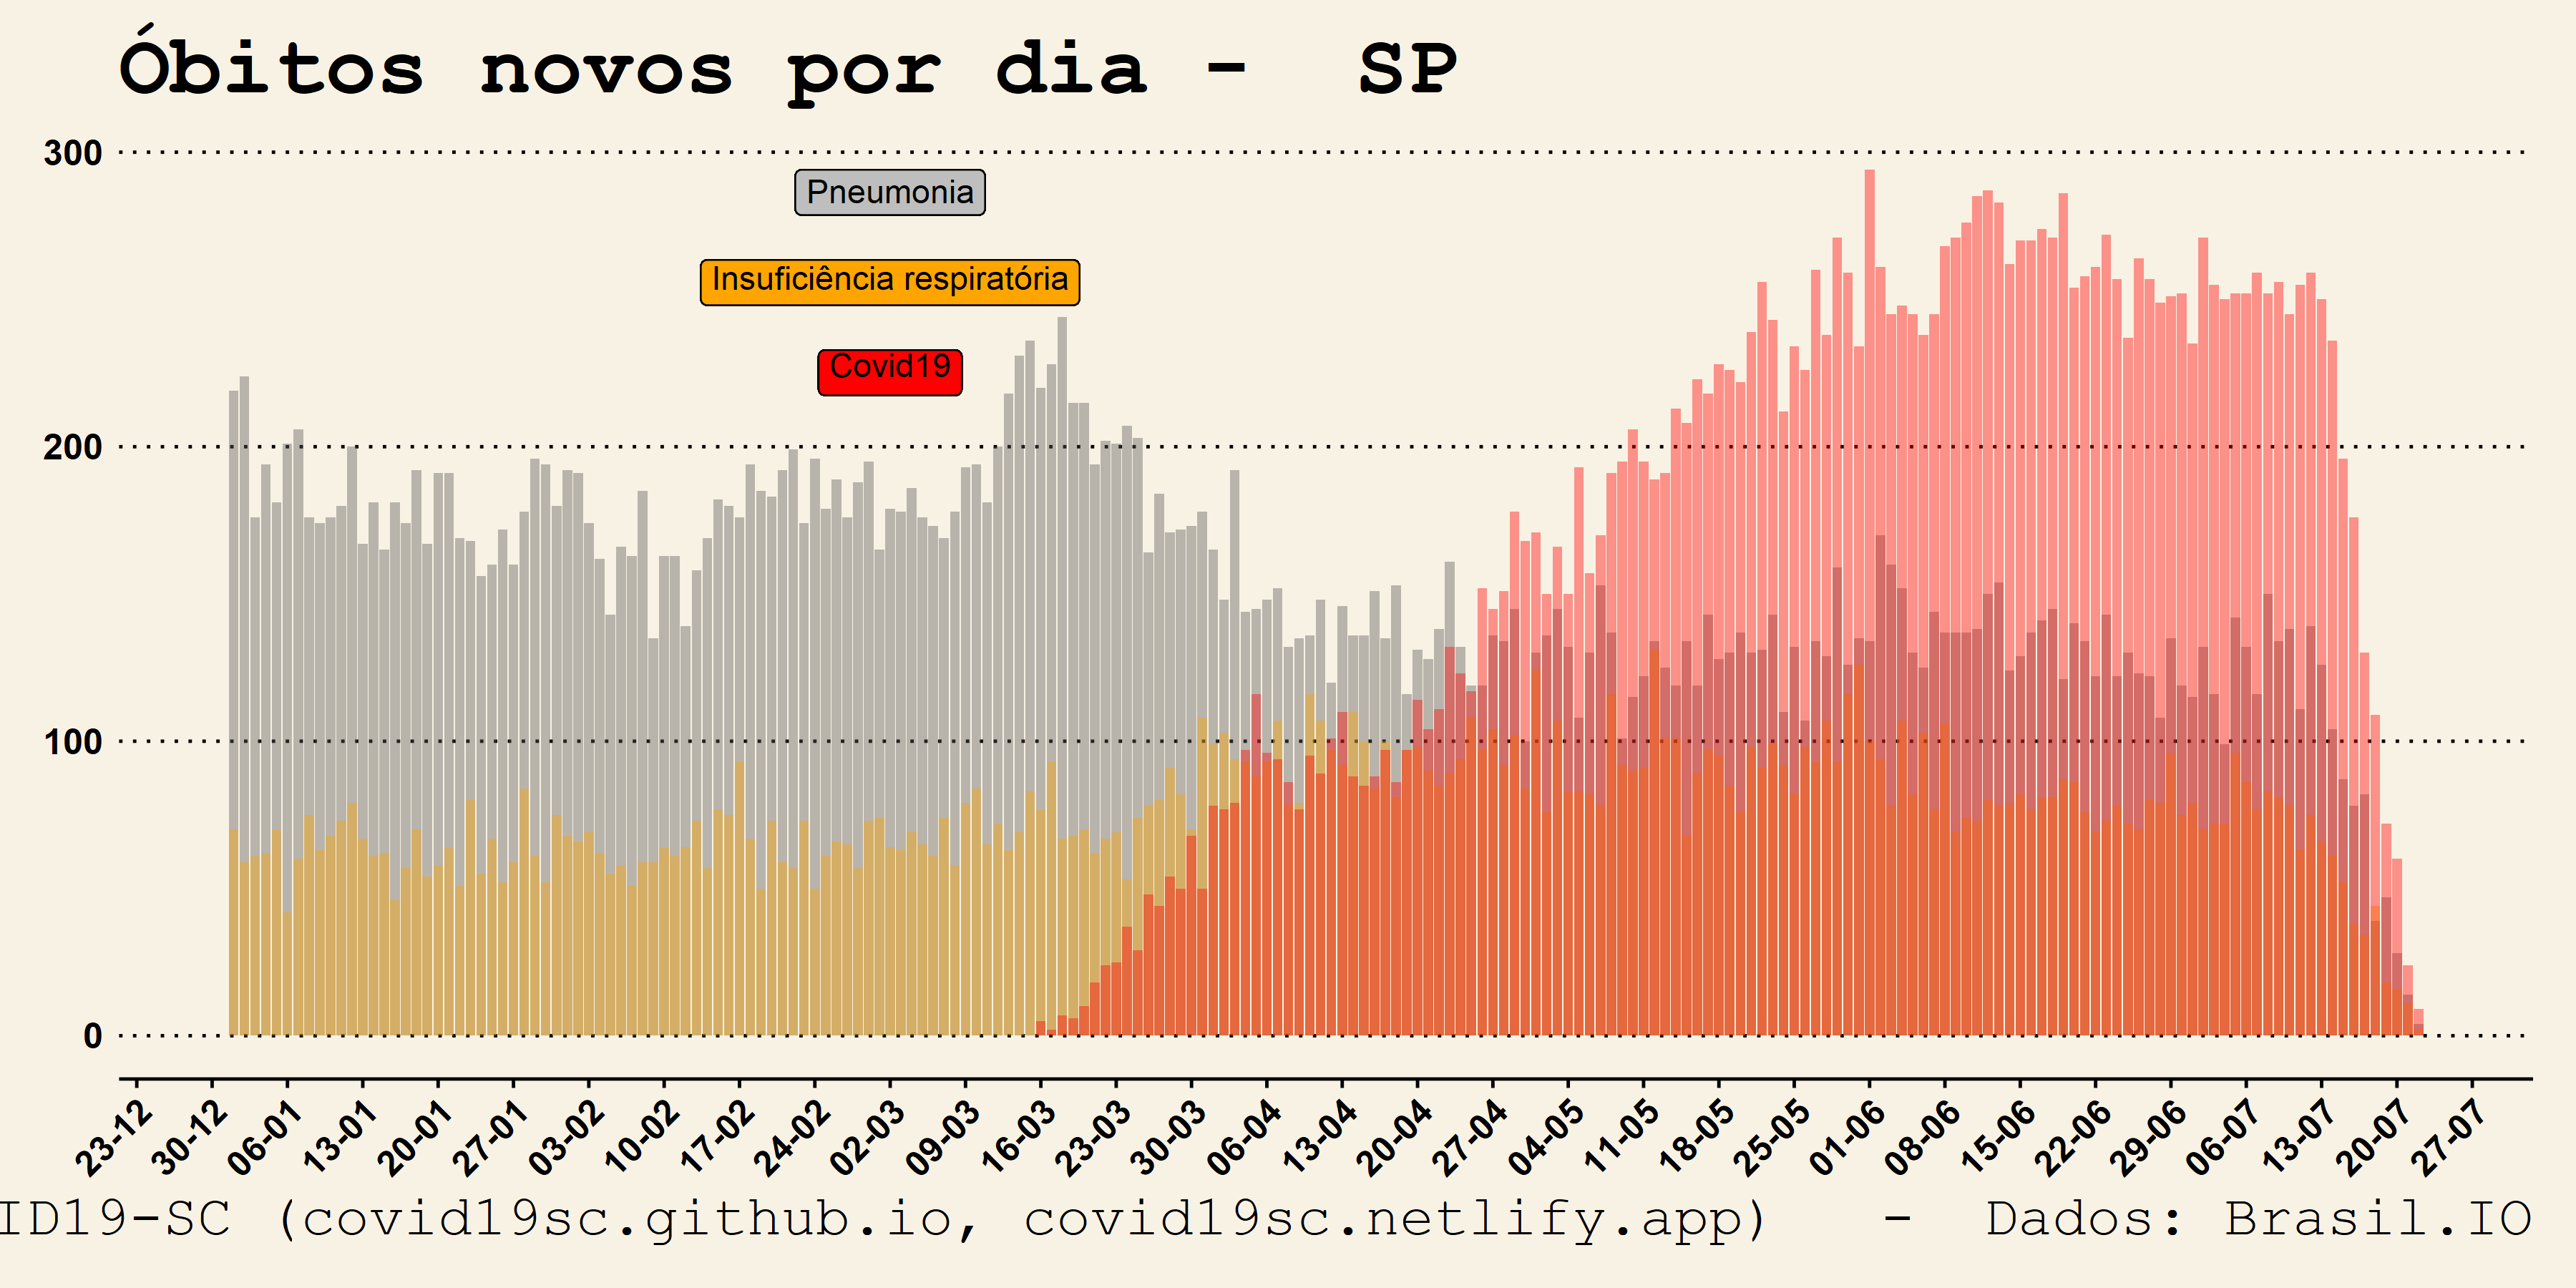 Óbitos novos por dia - SP
300
Pneumonia
Insuficiência respiratória
Covid19
200
100
0
23-12 30-12 06-01 13-01 20-01 27-01 03-02 10-02 17-02 24-02 02-03 09-03 16-03 23-03 30-03 06-04 13-04 20-04 27-04 04-05 11-05 18-05 25-05 01-06 08-06 15-06 22-06 29-06 06-07 13-07 20-07 27-07
ID19-SC (covid19sc.github.io, covid19sc.netlify.app) - Dados: Brasil.IO